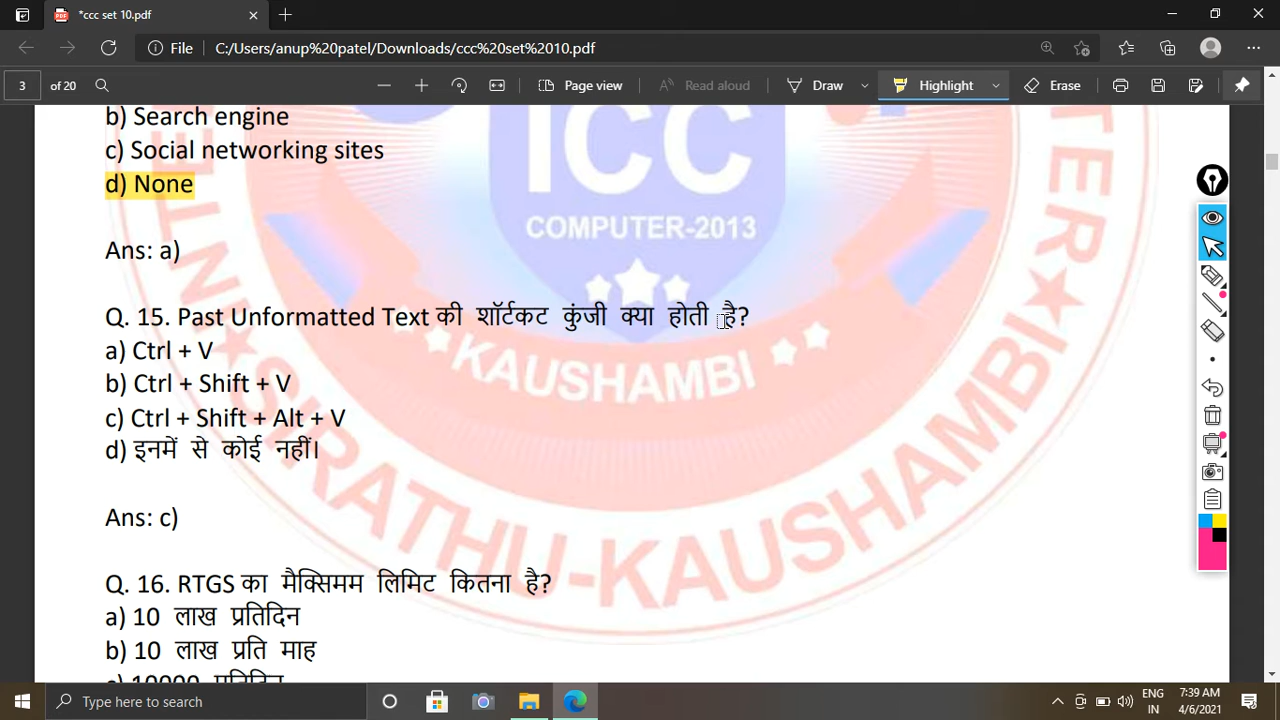 *ccc set 10.pdf
File C:/Users/anup%20patel/Downloads/ccc%20set%2010.pdf
3 of 20 Page view Read aloud Draw Highlight Erase
b) Search engine
c) Social networking sites
d) None
Ans: a)
Q. 15. Past Unformatted Text की शॉर्टकट कुंजी क्या होती है?
a) Ctrl + V
b) Ctrl + Shift + V
c) Ctrl + Shift + Alt + V
d) इनमें से कोई नहीं।
Ans: c)
Q. 16. RTGS का मैक्सिमम लिमिट कितना है?
a) 10 लाख प्रतिदिन
b) 10 लाख प्रति माह
c) 10000 प्रतिदिन
ICC
COMPUTER-2013
KAUSHAMBI
SIRATHU-KAUSHAMBI
Type here to search
ENG
IN
7:39 AM
4/6/2021